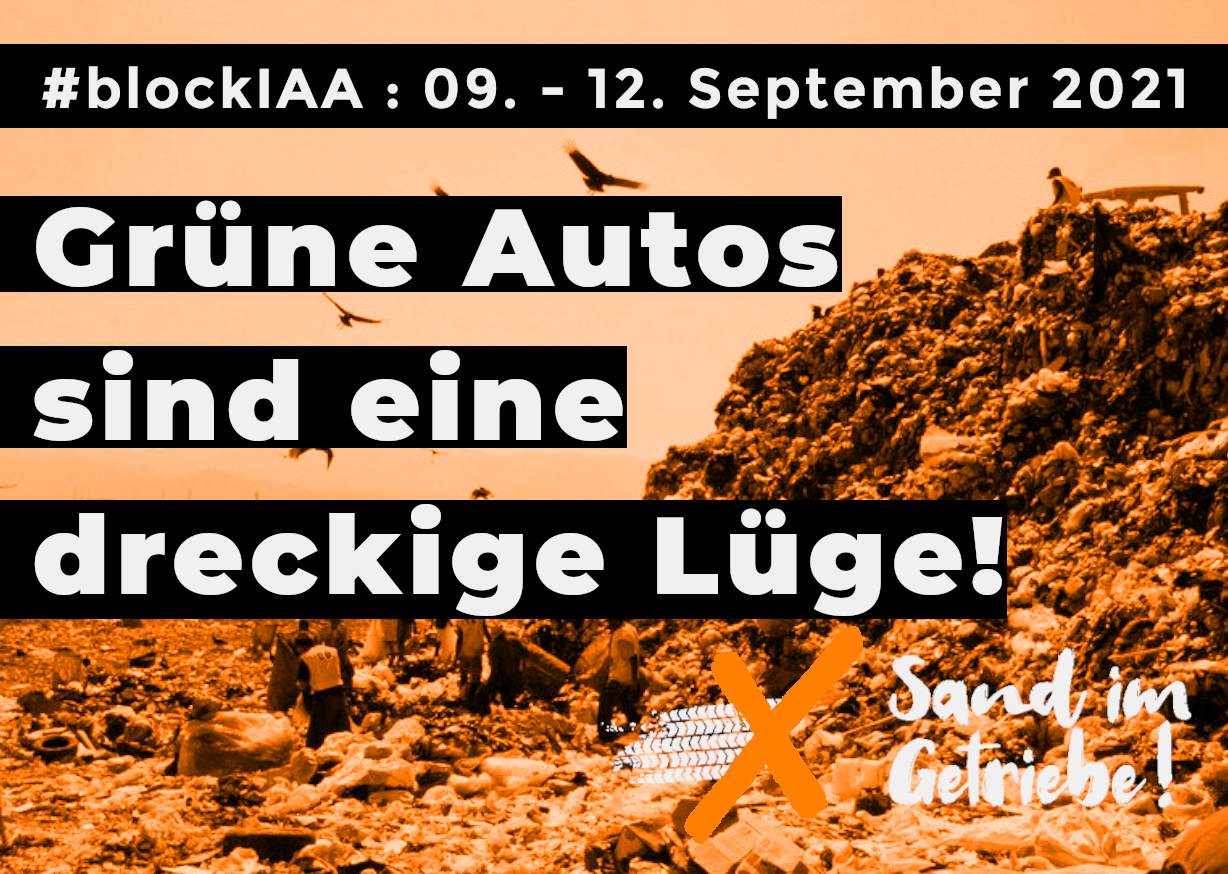 #blockIAA : 09. - 12. September 2021
Grüne Autos
sind eine
dreckige Lüge!
Sand im
Getriebe!